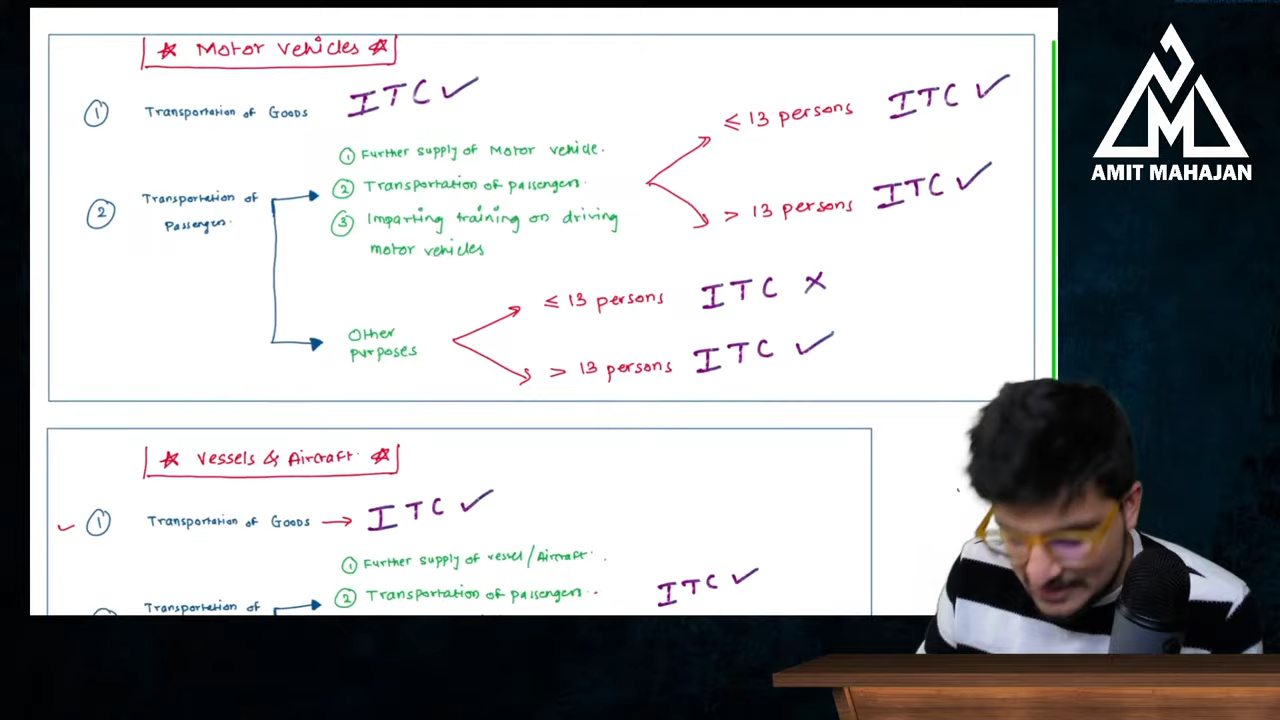 ☆ Motor Vehicles ☆
① Transportation of Goods ITC ✓
② Transportation of
Passengers.
① Further supply of Motor vehicle.
② Transportation of passengers.
③ Imparting training on driving
motor vehicles
≤ 13 persons ITC ✓
> 13 persons ITC ✓
Other
purposes
≤ 13 persons ITC ×
> 13 persons ITC ✓
☆ Vessels & Aircraft. ☆
✓ ① Transportation of Goods → ITC ✓
Transportation of
① Further supply of vessel/Aircraft.
② Transportation of passengers. ITC ✓
AMIT MAHAJAN